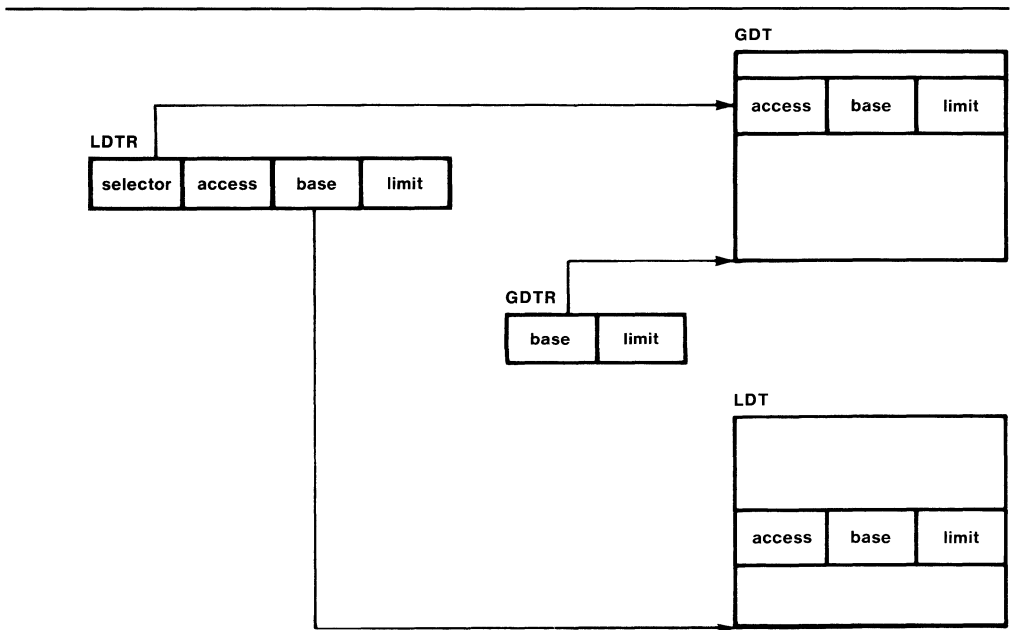 GDT
access base limit
LDTR
selector access base limit
GDTR
base limit
LDT
access base limit